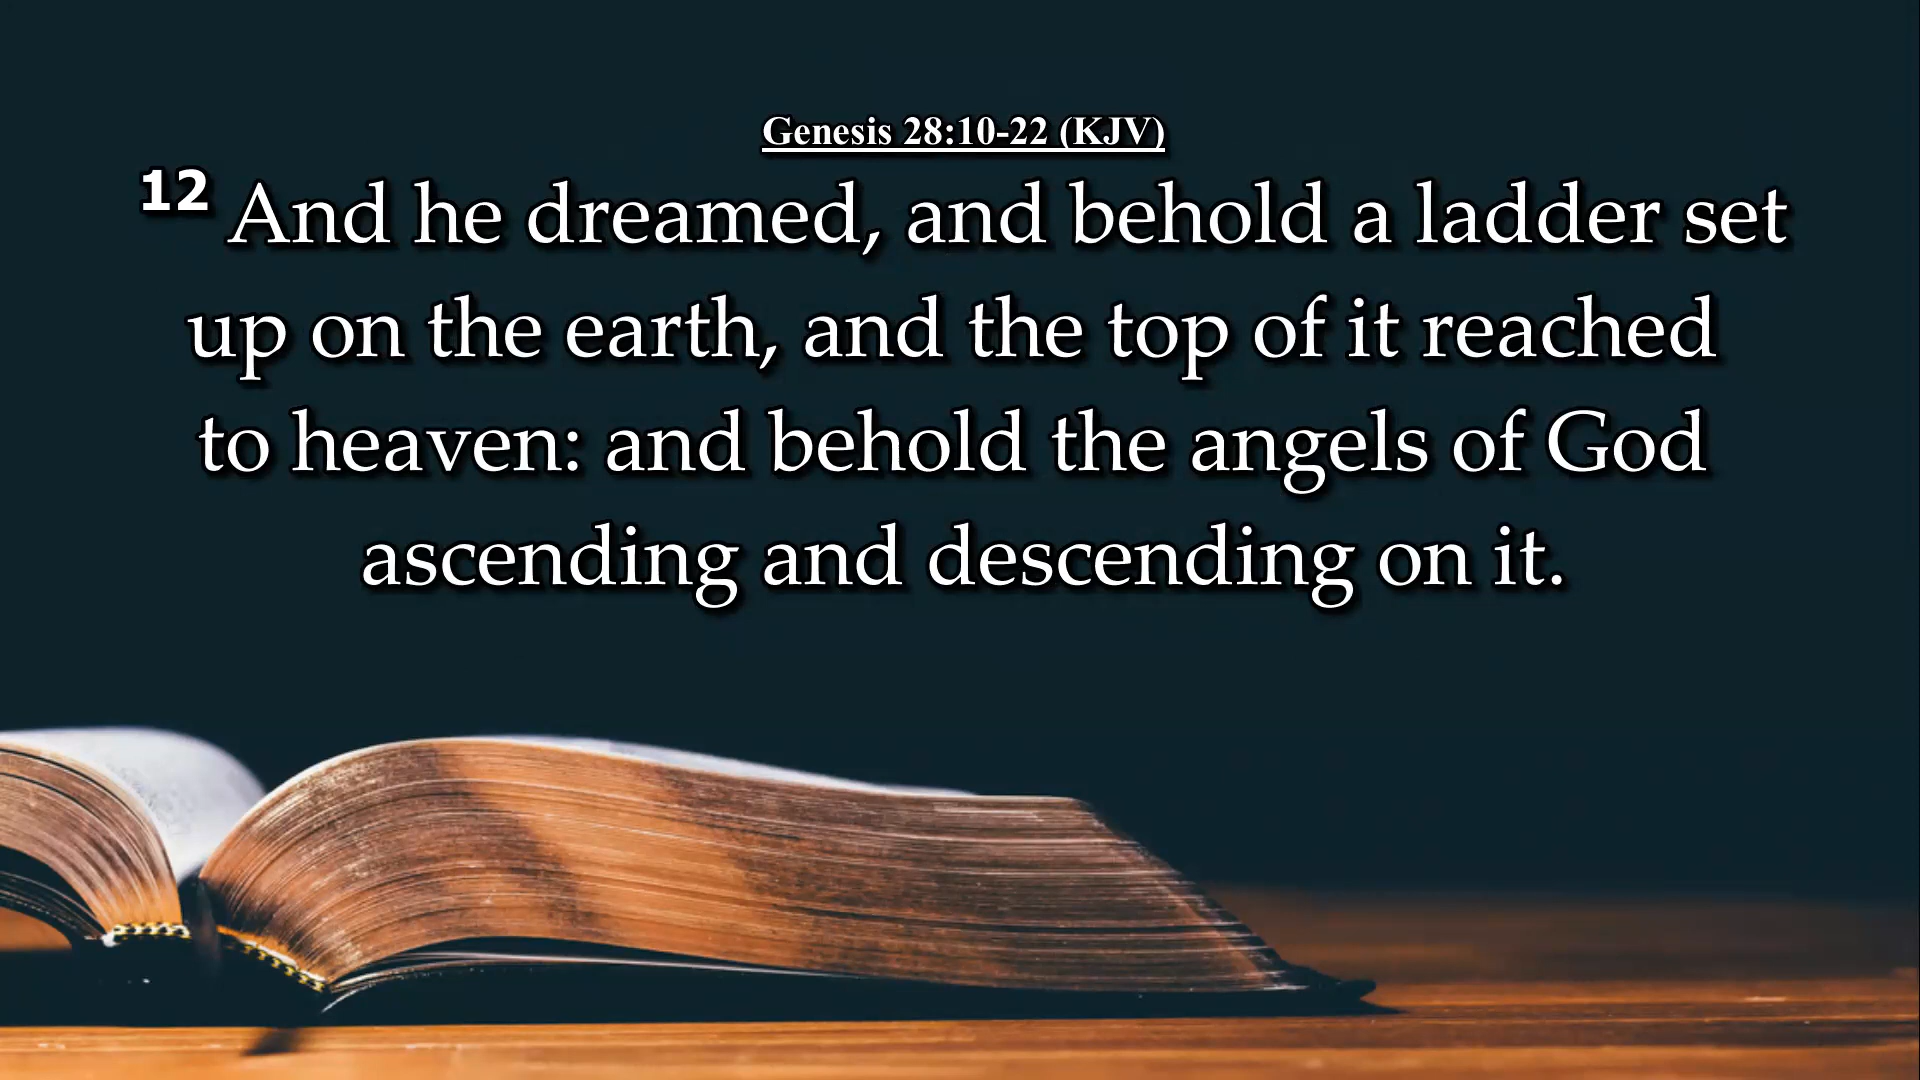 Genesis 28:10-22 (KJV)
12 And he dreamed, and behold a ladder set
up on the earth, and the top of it reached
to heaven: and behold the angels of God
ascending and descending on it.